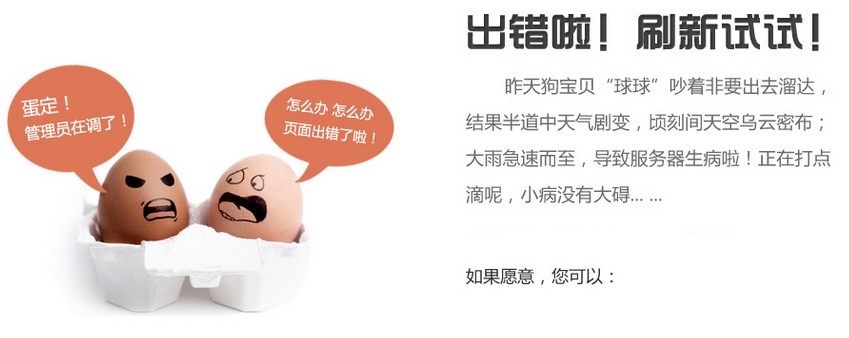 出错啦！刷新试试！
蛋定！
管理员在调了！
怎么办 怎么办
页面出错了啦！
昨天狗宝贝“球球”吵着非要出去溜达，
结果半道中天气剧变，顷刻间天空乌云密布；
大雨急速而至，导致服务器生病啦！正在打点
滴呢，小病没有大碍... ...
如果愿意，您可以：